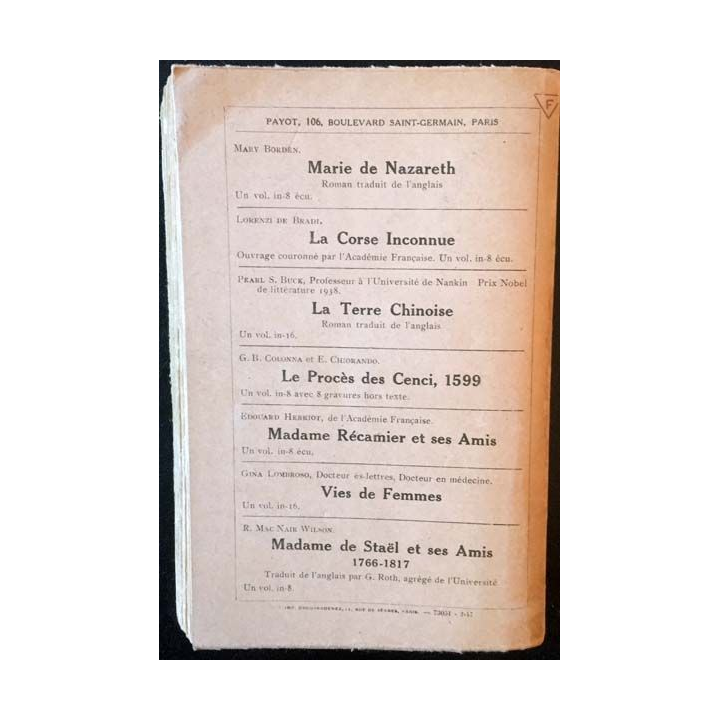 F
PAYOT, 106, BOULEVARD SAINT-GERMAIN, PARIS
MARY BORDEN.
Marie de Nazareth
Roman traduit de l'anglais
Un vol. in-8 écu.
LORENZI DE BRADI.
La Corse Inconnue
Ouvrage couronné par l'Académie Française. Un vol. in-8 écu.
PEARL S. BUCK, Professeur à l'Université de Nankin Prix Nobel
de littérature 1938.
La Terre Chinoise
Roman traduit de l'anglais
Un vol. in-16.
G. B. COLONNA et E. CHIORANDO.
Le Procès des Cenci, 1599
Un vol. in-8 avec 8 gravures hors texte.
EDOUARD HERRIOT, de l'Académie Française.
Madame Récamier et ses Amis
Un vol. in-8 écu.
GINA LOMBROSO, Docteur ès-lettres, Docteur en médecine.
Vies de Femmes
Un vol. in-16.
R. MAC NAIR WILSON.
Madame de Staël et ses Amis
1766-1817
Traduit de l'anglais par G. Roth, agrégé de l'Université
Un vol. in-8.
RUE DE SÈVRES, PARIS. —